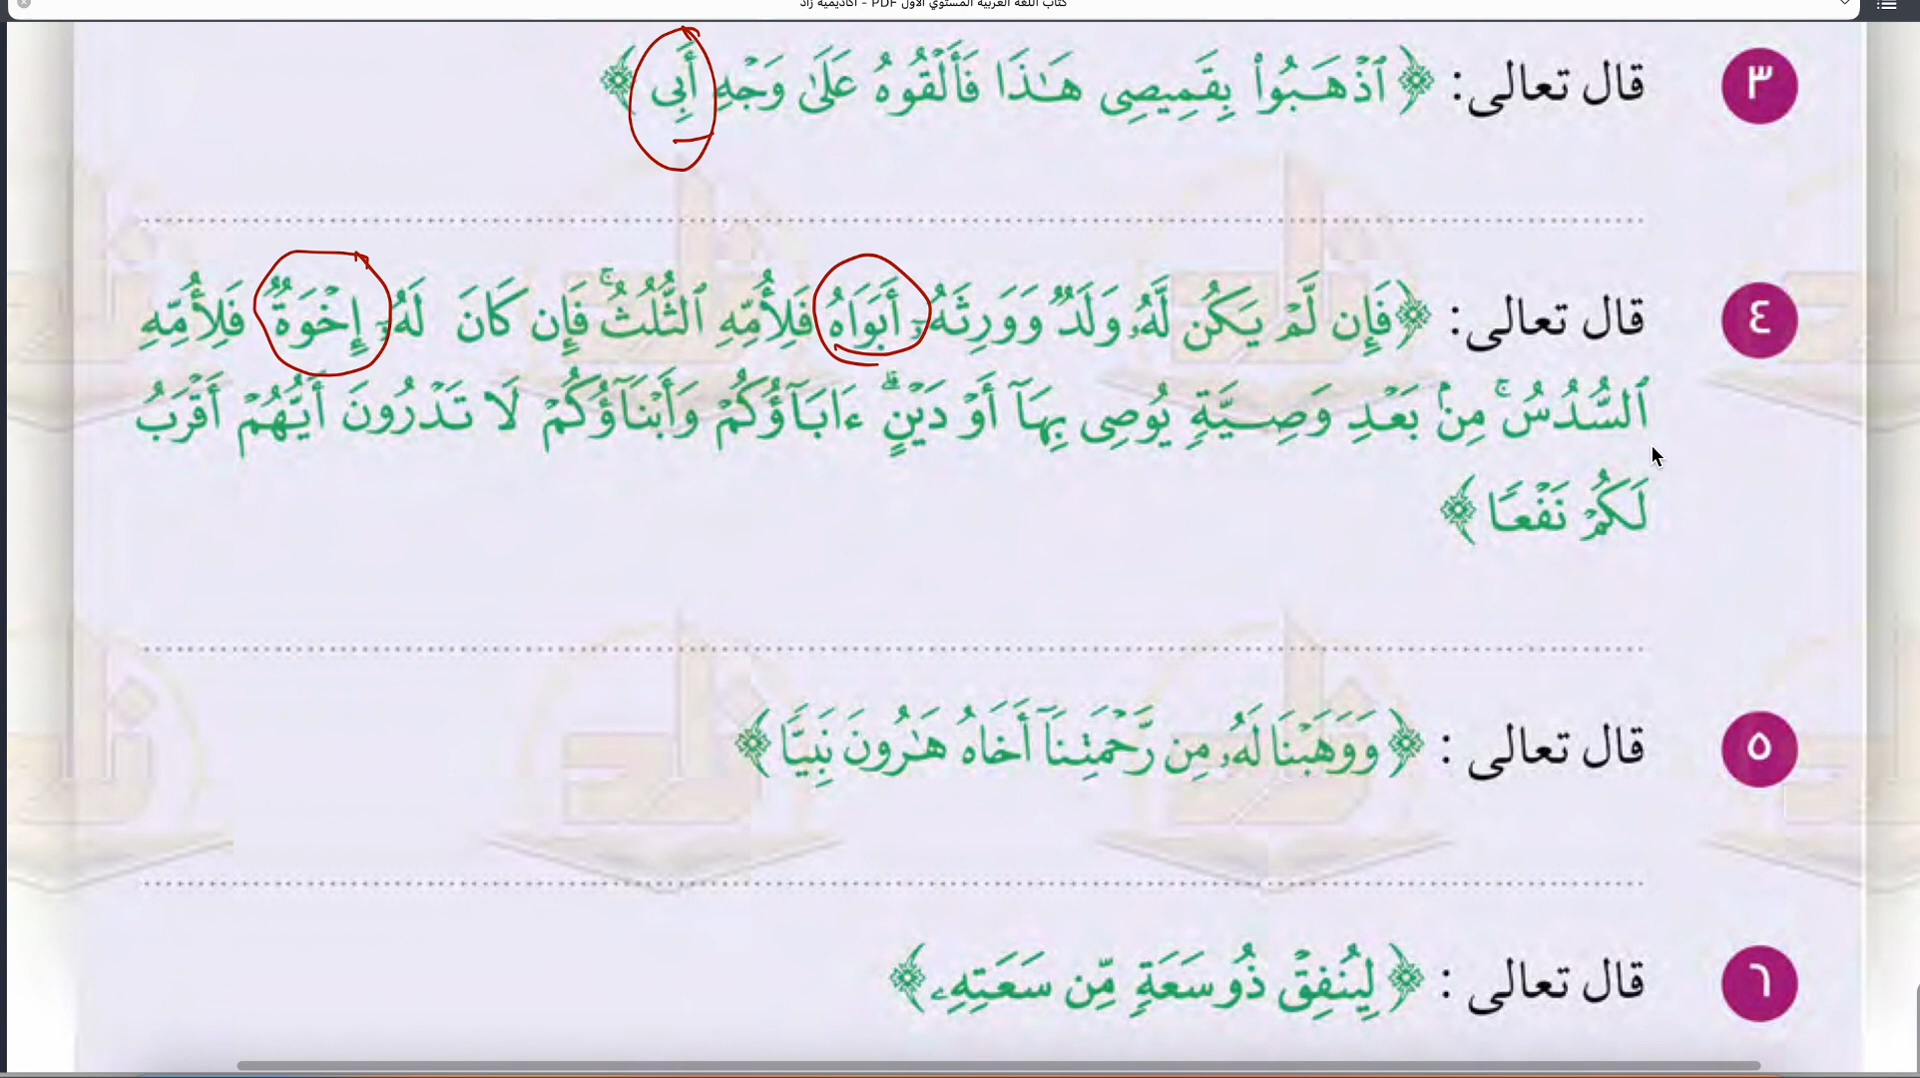 كتاب اللغة العربية المستوي الأول PDF - أكاديمية زاد
٣ قال تعالى: ﴿ ٱذْهَبُوا۟ بِقَمِيصِى هَـٰذَا فَأَلْقُوهُ عَلَىٰ وَجْهِ أَبِى ﴾
٤ قال تعالى: ﴿فَإِن لَّمْ يَكُن لَّهُۥ وَلَدٌ وَوَرِثَهُۥٓ أَبَوَاهُ فَلِأُمِّهِ ٱلثُّلُثُ ۚ فَإِن كَانَ لَهُۥٓ إِخْوَةٌ فَلِأُمِّهِ
ٱلسُّدُسُ ۚ مِنۢ بَعْدِ وَصِيَّةٍ يُوصِى بِهَآ أَوْ دَيْنٍ ۗ ءَابَآؤُكُمْ وَأَبْنَآؤُكُمْ لَا تَدْرُونَ أَيُّهُمْ أَقْرَبُ
لَكُمْ نَفْعًا ﴾
٥ قال تعالى : ﴿ وَوَهَبْنَا لَهُۥ مِن رَّحْمَتِنَآ أَخَاهُ هَـٰرُونَ نَبِيًّا ﴾
٦ قال تعالى : ﴿ لِيُنفِقْ ذُو سَعَةٍ مِّن سَعَتِهِۦ ﴾